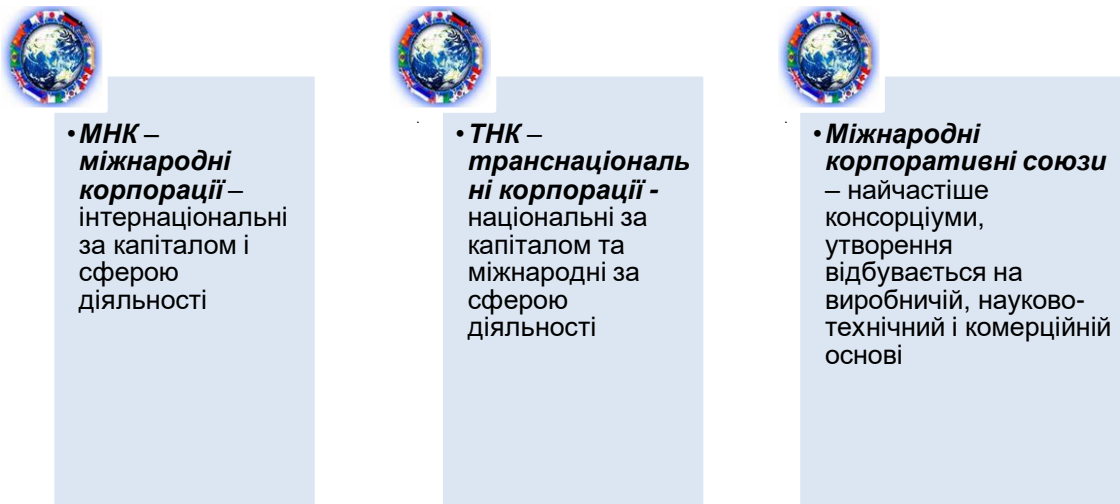 •МНК –
міжнародні
корпорації –
інтернаціональні
за капіталом і
сферою
діяльності
•ТНК –
транснаціональ
ні корпорації -
національні за
капіталом та
міжнародні за
сферою
діяльності
•Міжнародні
корпоративні союзи
– найчастіше
консорціуми,
утворення
відбувається на
виробничій, науково-
технічний і комерційній
основі